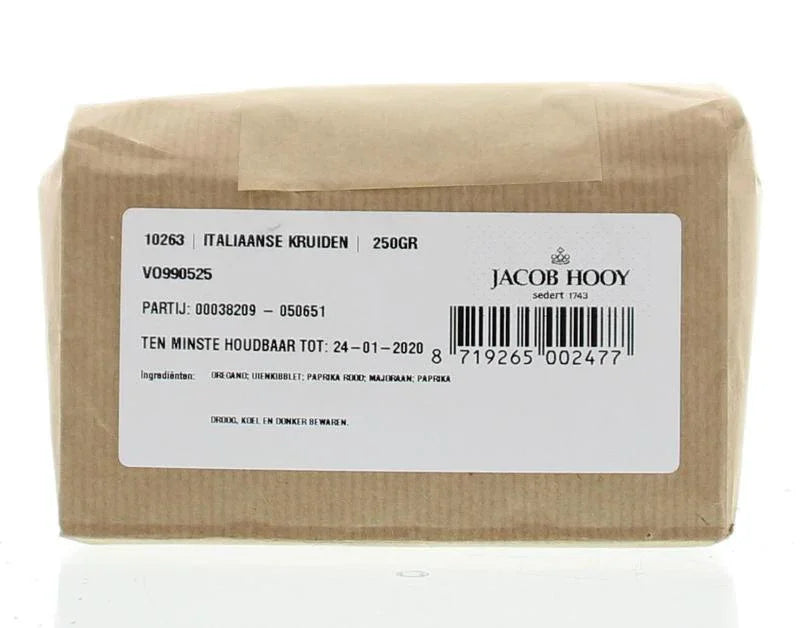 10263 | ITALIAANSE KRUIDEN | 250GR
VO990525
PARTIJ: 00038209 - 050651
TEN MINSTE HOUDBAAR TOT: 24-01-2020
JACOB HOOY
sedert 1743
8 719265 002477
Ingrediënten: OREGANO; UIENKIBBLET; PAPRIKA ROOD; MAJORAAN; PAPRIKA
DROOG, KOEL EN DONKER BEWAREN.